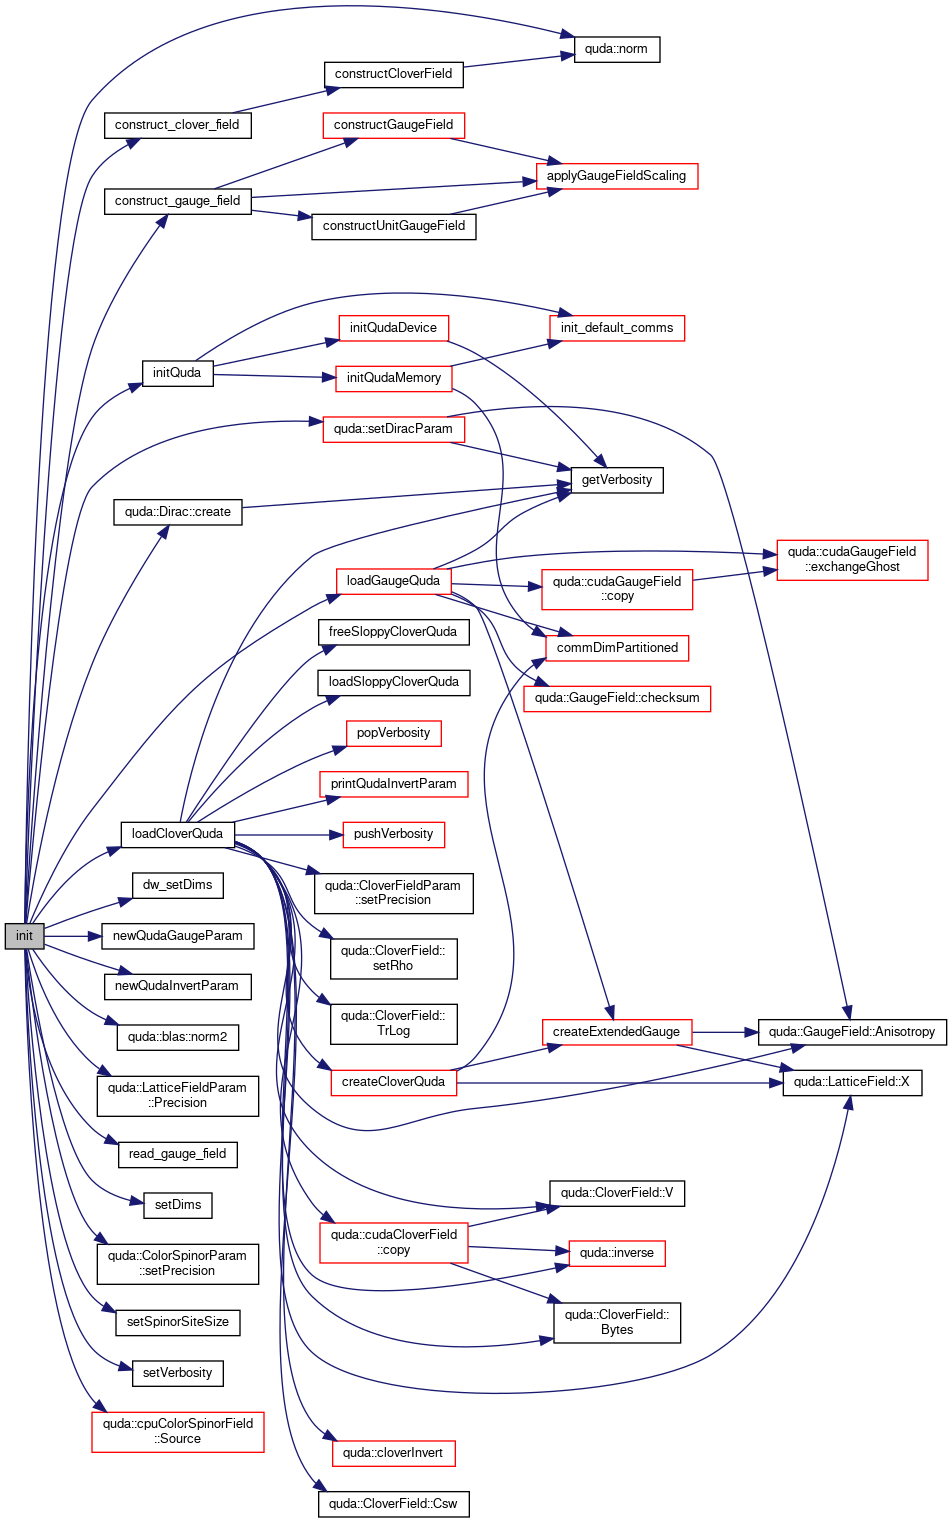 quda::norm
constructCloverField
construct_clover_field
constructGaugeField
applyGaugeFieldScaling
construct_gauge_field
constructUnitGaugeField
initQudaDevice
init_default_comms
initQuda
initQudaMemory
quda::setDiracParam
getVerbosity
quda::Dirac::create
quda::cudaGaugeField
::exchangeGhost
loadGaugeQuda
quda::cudaGaugeField
::copy
freeSloppyCloverQuda
commDimPartitioned
loadSloppyCloverQuda
quda::GaugeField::checksum
popVerbosity
printQudaInvertParam
loadCloverQuda
pushVerbosity
dw_setDims
quda::CloverFieldParam
::setPrecision
init
newQudaGaugeParam
quda::CloverField::
setRho
newQudaInvertParam
quda::CloverField::
TrLog
quda::blas::norm2
createExtendedGauge
quda::GaugeField::Anisotropy
createCloverQuda
quda::LatticeField::X
quda::LatticeFieldParam
::Precision
read_gauge_field
setDims
quda::CloverField::V
quda::cudaCloverField
::copy
quda::inverse
quda::ColorSpinorParam
::setPrecision
setSpinorSiteSize
quda::CloverField::
Bytes
setVerbosity
quda::cpuColorSpinorField
::Source
quda::cloverInvert
quda::CloverField::Csw